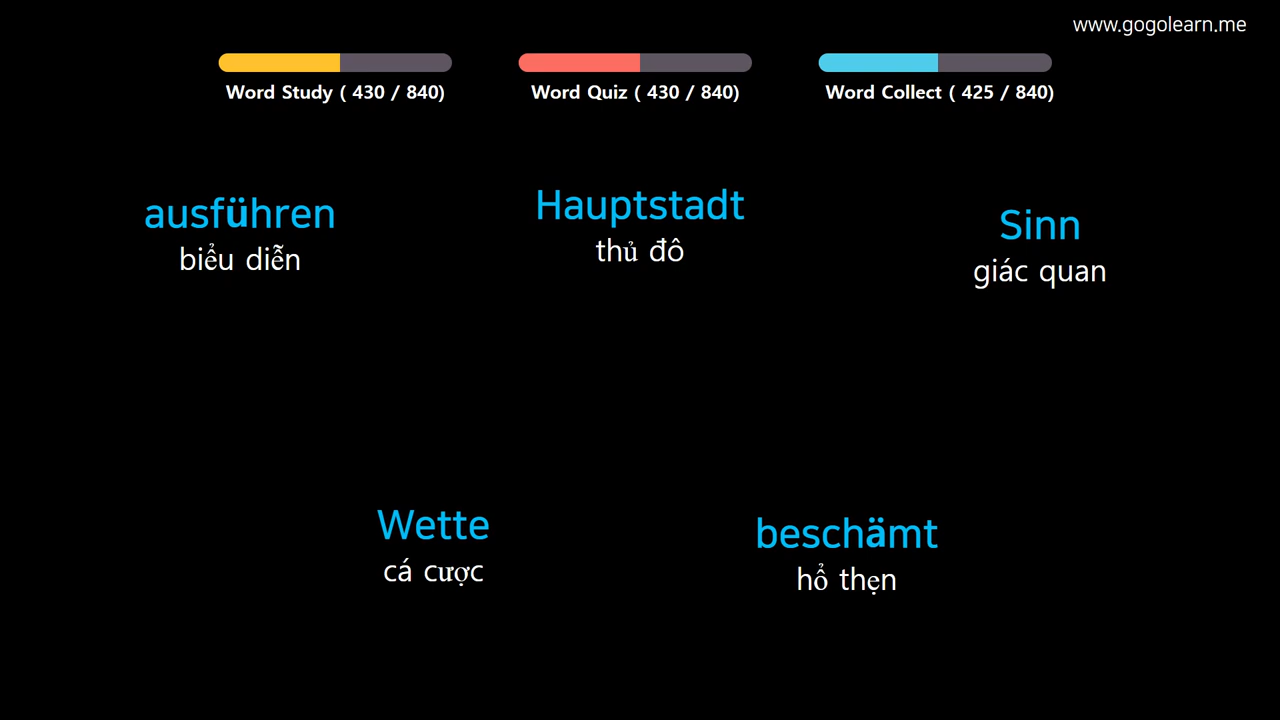 www.gogolearn.me
Word Study ( 430 / 840)
Word Quiz ( 430 / 840)
Word Collect ( 425 / 840)
ausführen
biểu diễn
Hauptstadt
thủ đô
Sinn
giác quan
Wette
cá cược
beschämt
hổ thẹn